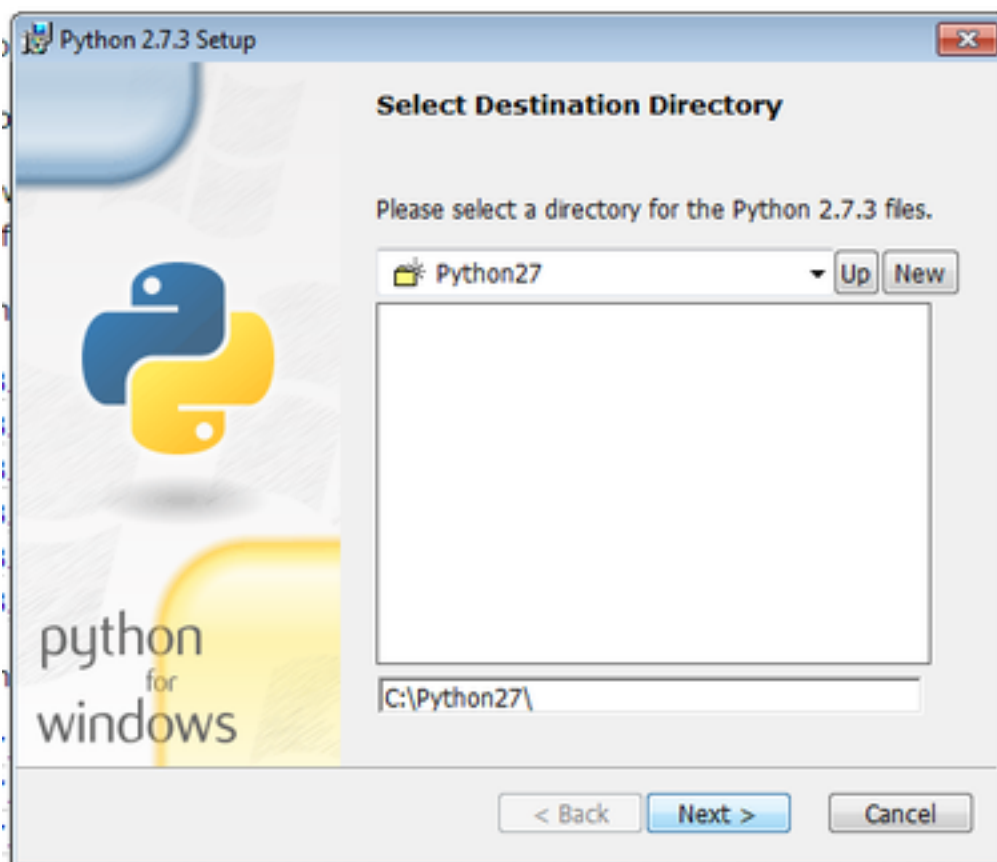 Python 2.7.3 Setup
Select Destination Directory
Please select a directory for the Python 2.7.3 files.
Python27
Up
New
C:\Python27\
python
for
windows
< Back
Next >
Cancel